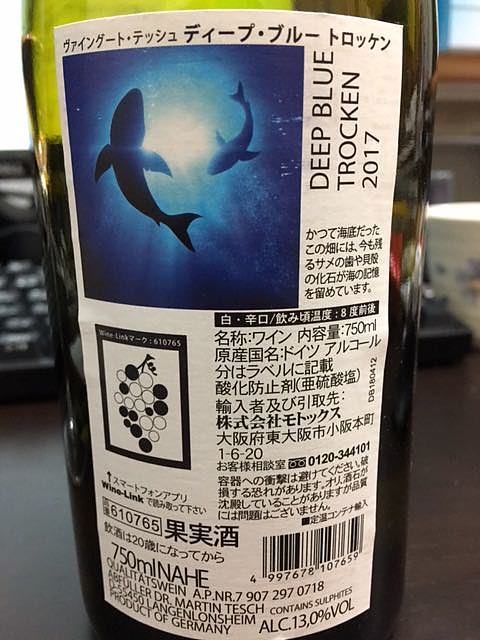 ヴァイングート・テッシュ ディープ・ブルー トロッケン
DEEP BLUE
TROCKEN
2017
かつて海底だった
この畑には、今も残
るサメの歯や貝殻
の化石が海の記憶
を留めています。
白・辛口/飲み頃温度:8度前後
名称:ワイン 内容量:750ml
原産国名:ドイツ アルコール
分はラベルに記載
酸化防止剤(亜硫酸塩)
輸入者及び引取先:
株式会社モトックス
大阪府東大阪市小阪本町
1-6-20
お客様相談室 0120-344101
DB180412
容器への衝撃は避けてください。破
損する恐れがあります。オリ、酒石が
沈殿していることがありますが品質
には問題はございません。
■定温コンテナ輸入
Wine-Linkマーク:610765
↑スマートフォンアプリ
Wine-Link で読み取って下さい
610765 果実酒
飲酒は20歳になってから
750ml NAHE
QUALITÄTSWEIN A.P.NR.7 907 297 0718
ABFÜLLER DR. MARTIN TESCH CONTAINS SULPHITES
D-55450 LANGENLONSHEIM
PRODUCT OF GERMANY ALC.13,0%VOL
4 997678 107659